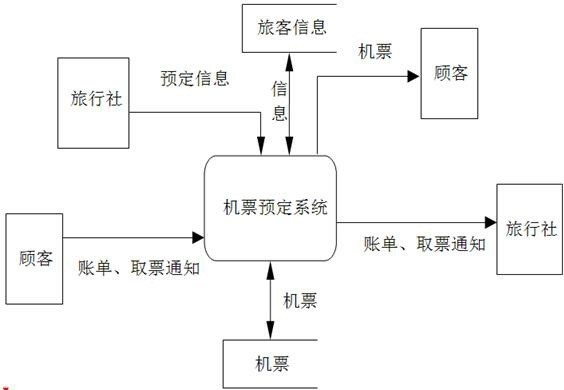 旅客信息
机票
顾客
旅行社
预定信息
信息
机票预定系统
旅行社
顾客
账单、取票通知
账单、取票通知
机票
机票